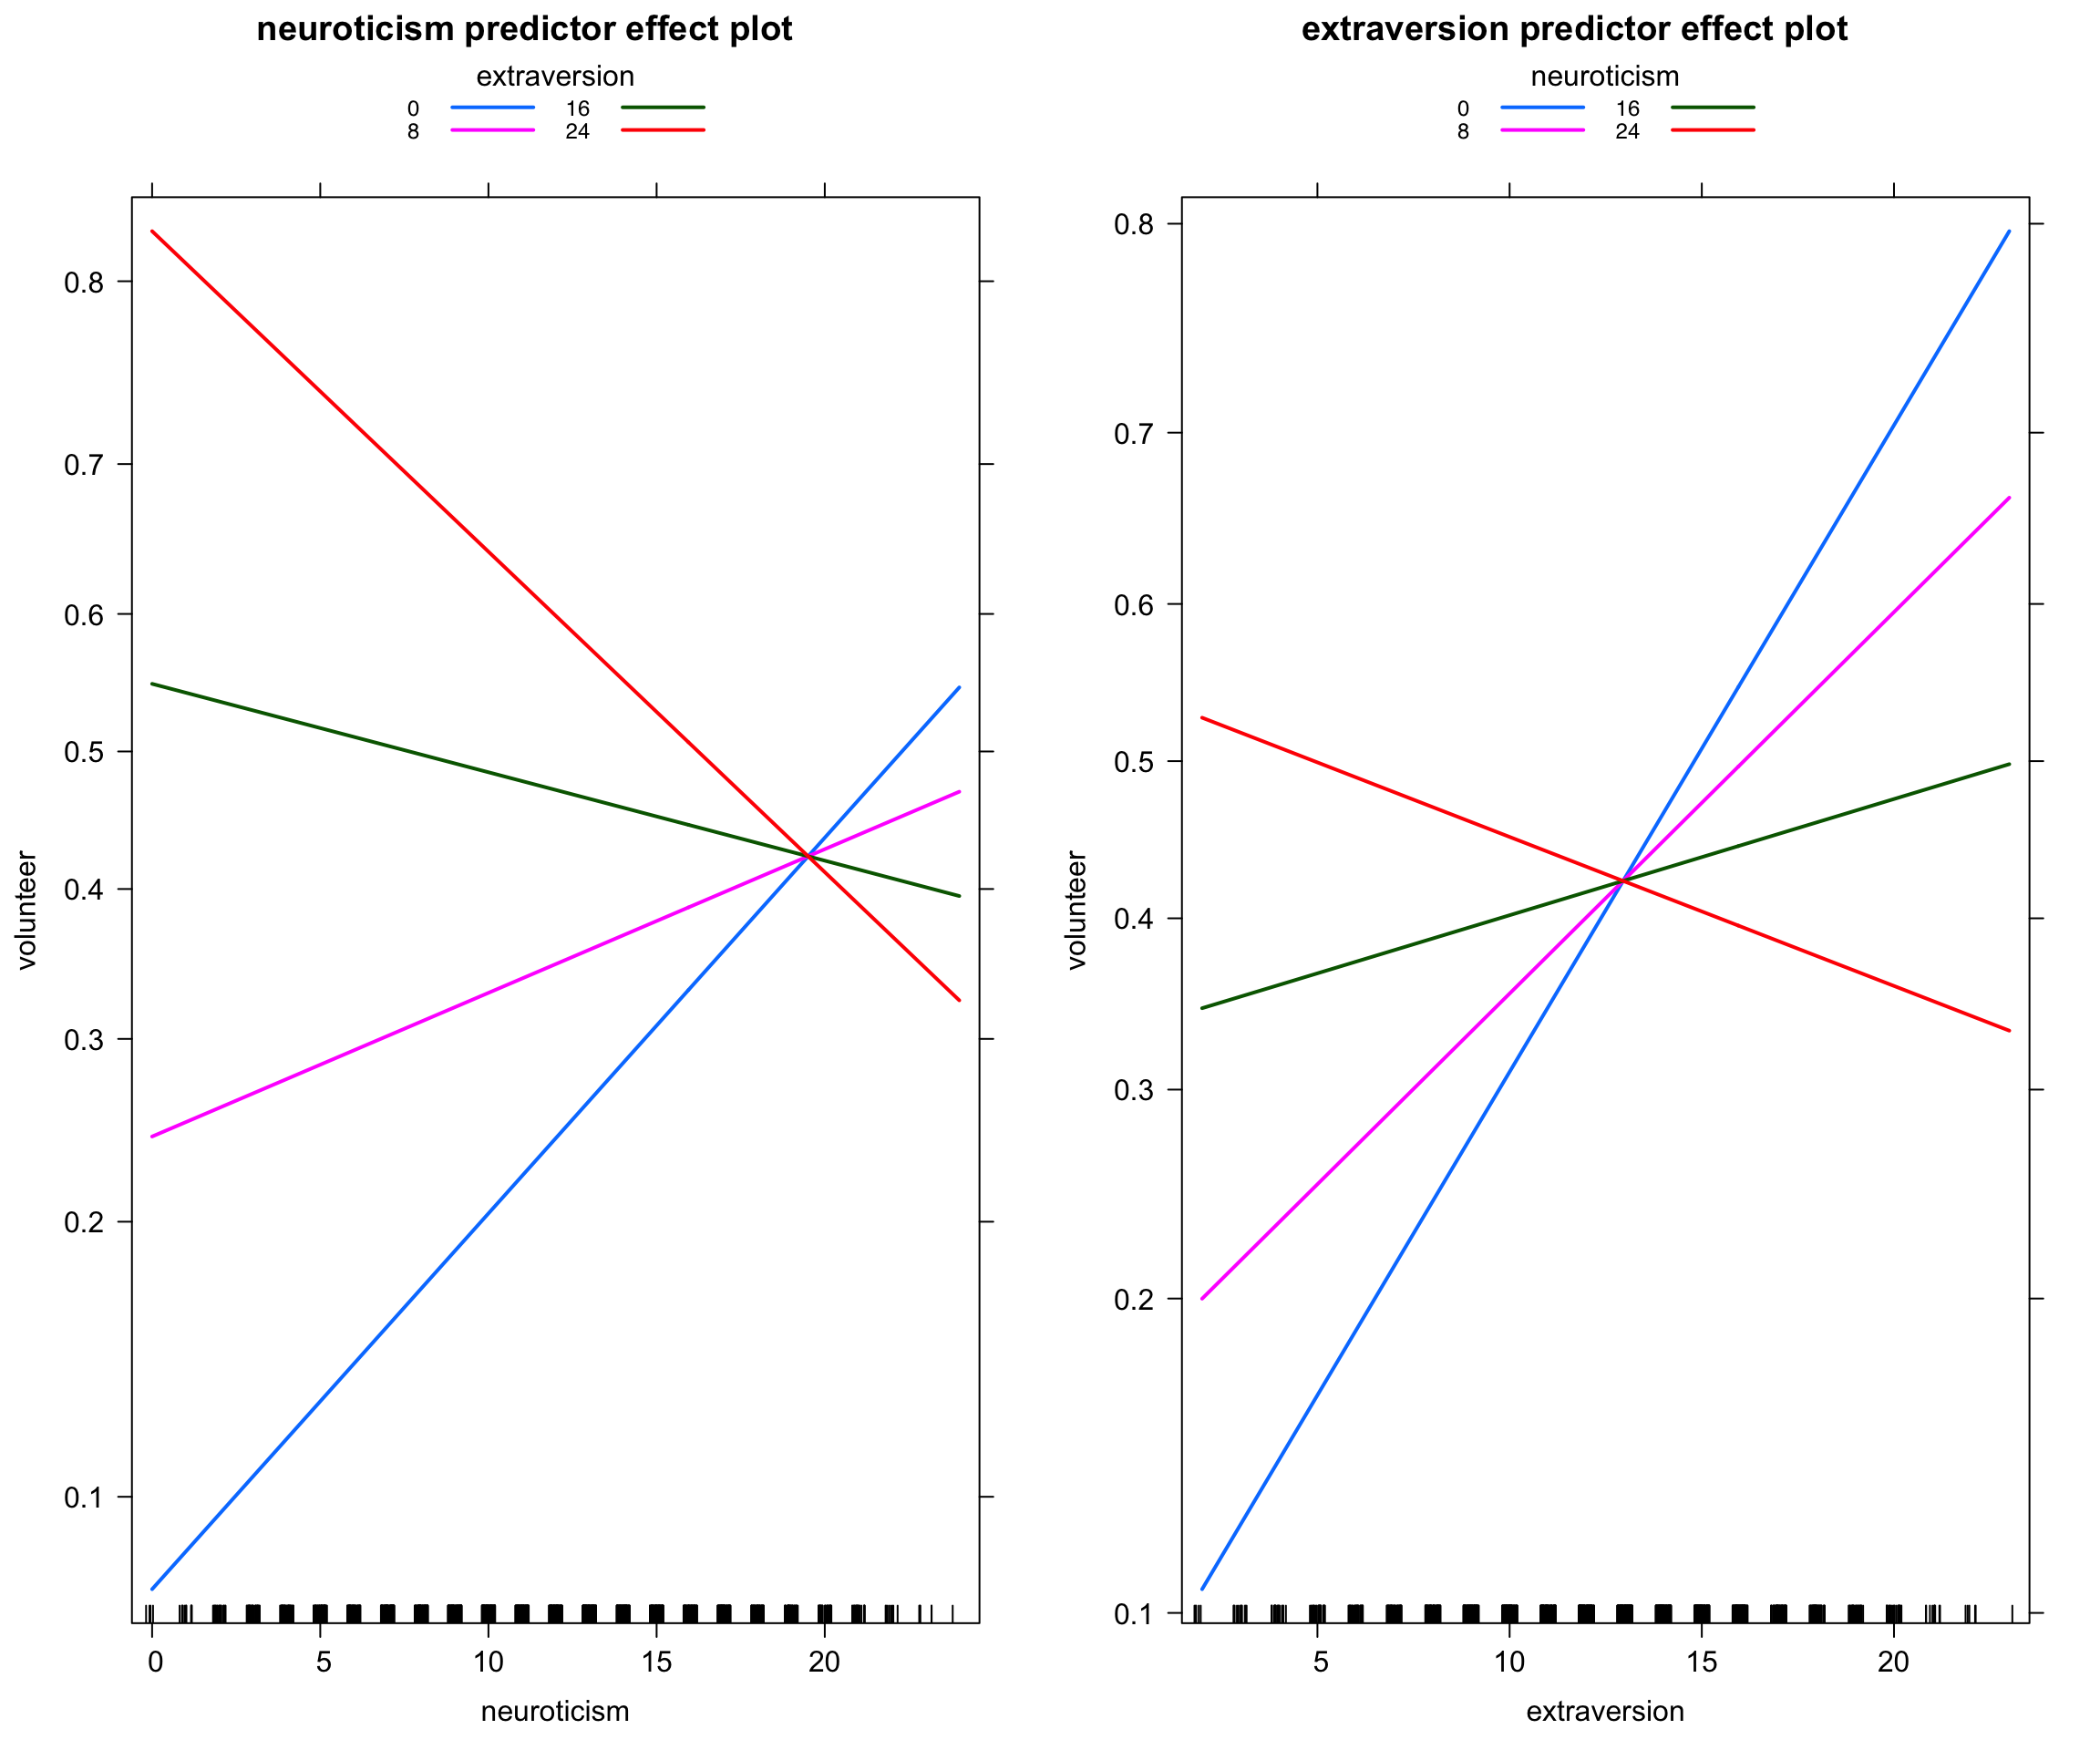 neuroticism predictor effect plot
extraversion
0 16
8 24
0.8
0.7
0.6
0.5
0.4
0.3
0.2
0.1
volunteer
0 5 10 15 20
neuroticism
extraversion predictor effect plot
neuroticism
0 16
8 24
0.8
0.7
0.6
0.5
0.4
0.3
0.2
0.1
volunteer
5 10 15 20
extraversion